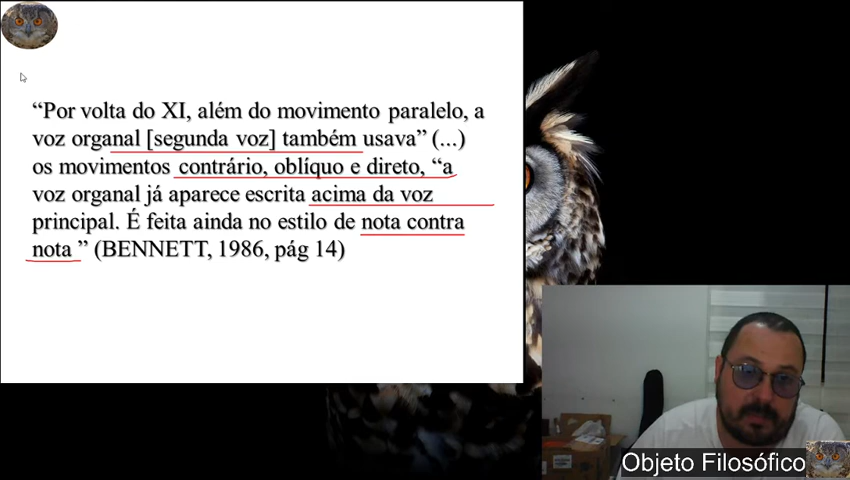 “Por volta do XI, além do movimento paralelo, a
voz organal [segunda voz] também usava” (...)
os movimentos contrário, oblíquo e direto, “a
voz organal já aparece escrita acima da voz
principal. É feita ainda no estilo de nota contra
nota ” (BENNETT, 1986, pág 14)
Objeto Filosófico